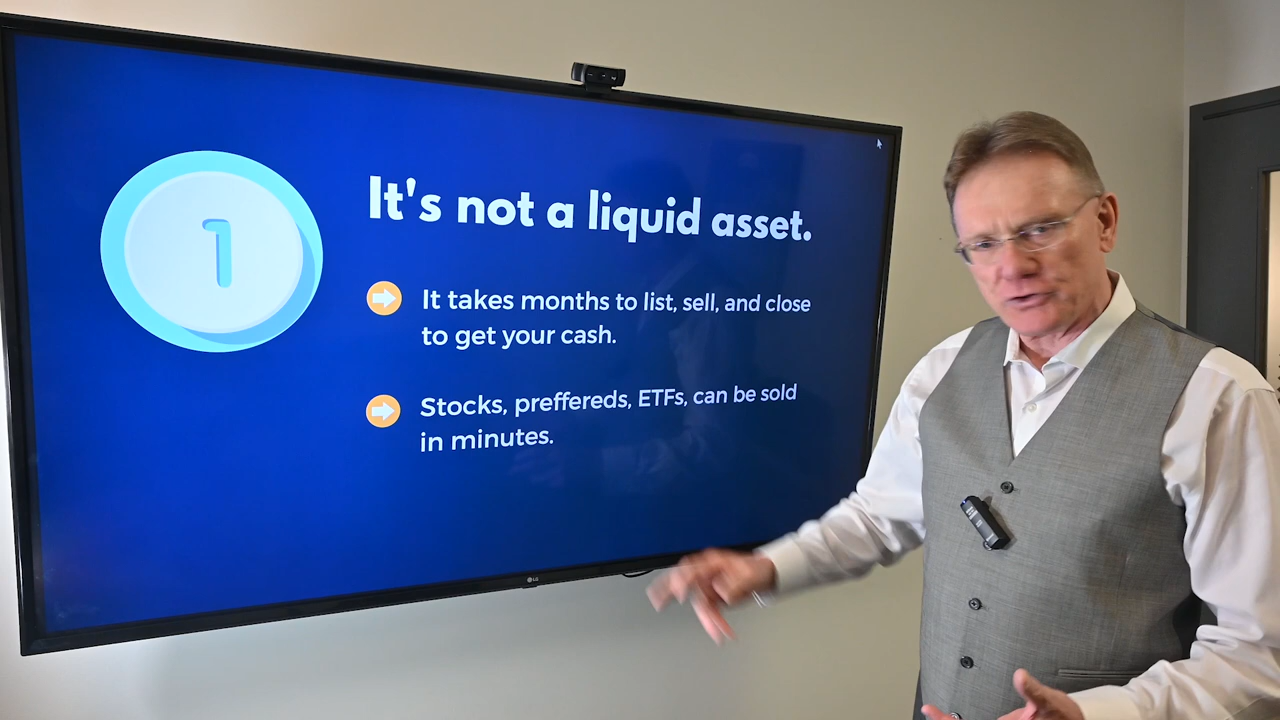 1
It's not a liquid asset.
It takes months to list, sell, and close
to get your cash.
Stocks, preffereds, ETFs, can be sold
in minutes.
LG